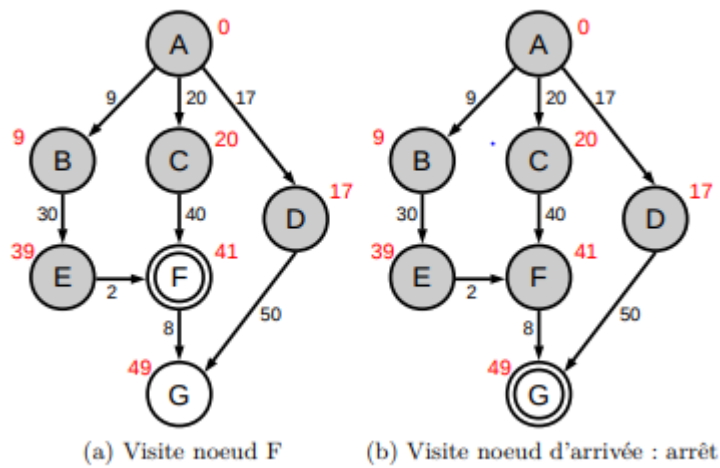 A 0
9 20 17
9 B C 20
D 17
30 40
39 E F 41
2
8 50
49 G
(a) Visite noeud F
A 0
9 20 17
9 B C 20
D 17
30 40
39 E F 41
2
8 50
49 G
(b) Visite noeud d'arrivée : arrêt